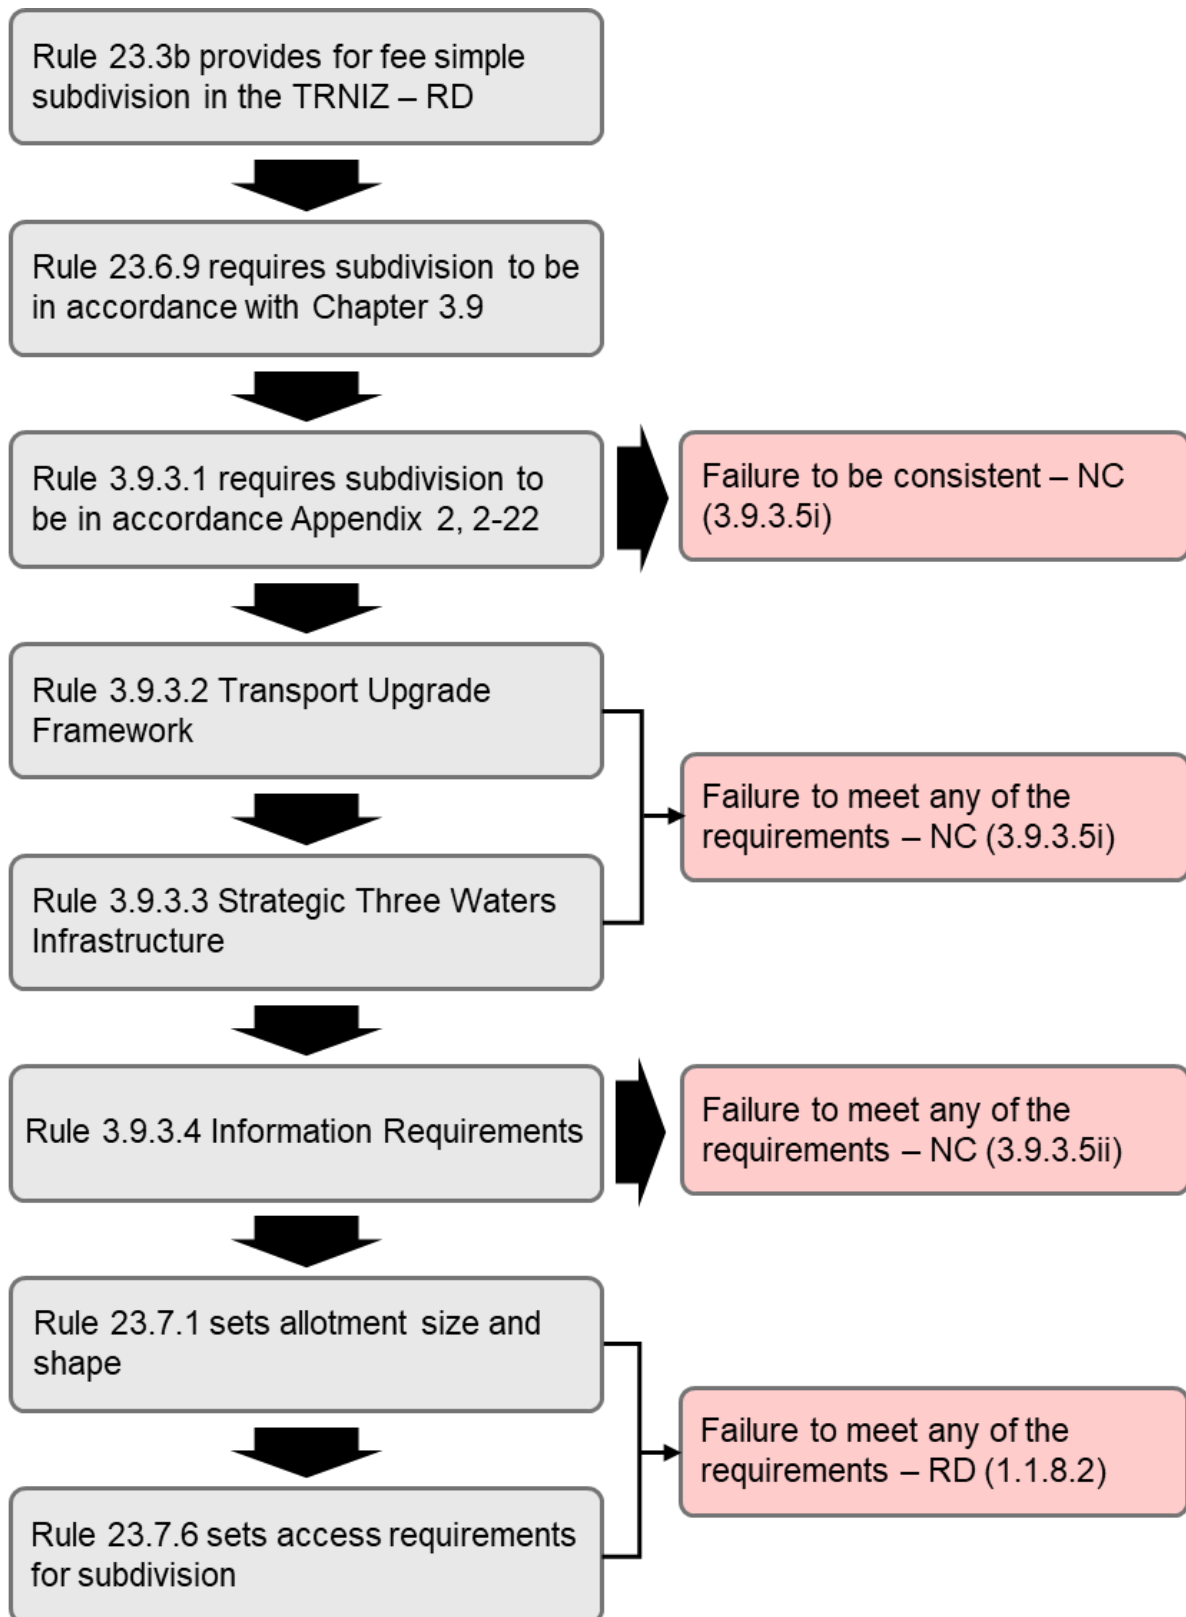 Rule 23.3b provides for fee simple
subdivision in the TRNIZ – RD
Rule 23.6.9 requires subdivision to be
in accordance with Chapter 3.9
Rule 3.9.3.1 requires subdivision to
be in accordance Appendix 2, 2-22
Failure to be consistent – NC
(3.9.3.5i)
Rule 3.9.3.2 Transport Upgrade
Framework
Failure to meet any of the
requirements – NC (3.9.3.5i)
Rule 3.9.3.3 Strategic Three Waters
Infrastructure
Rule 3.9.3.4 Information Requirements
Failure to meet any of the
requirements – NC (3.9.3.5ii)
Rule 23.7.1 sets allotment size and
shape
Failure to meet any of the
requirements – RD (1.1.8.2)
Rule 23.7.6 sets access requirements
for subdivision